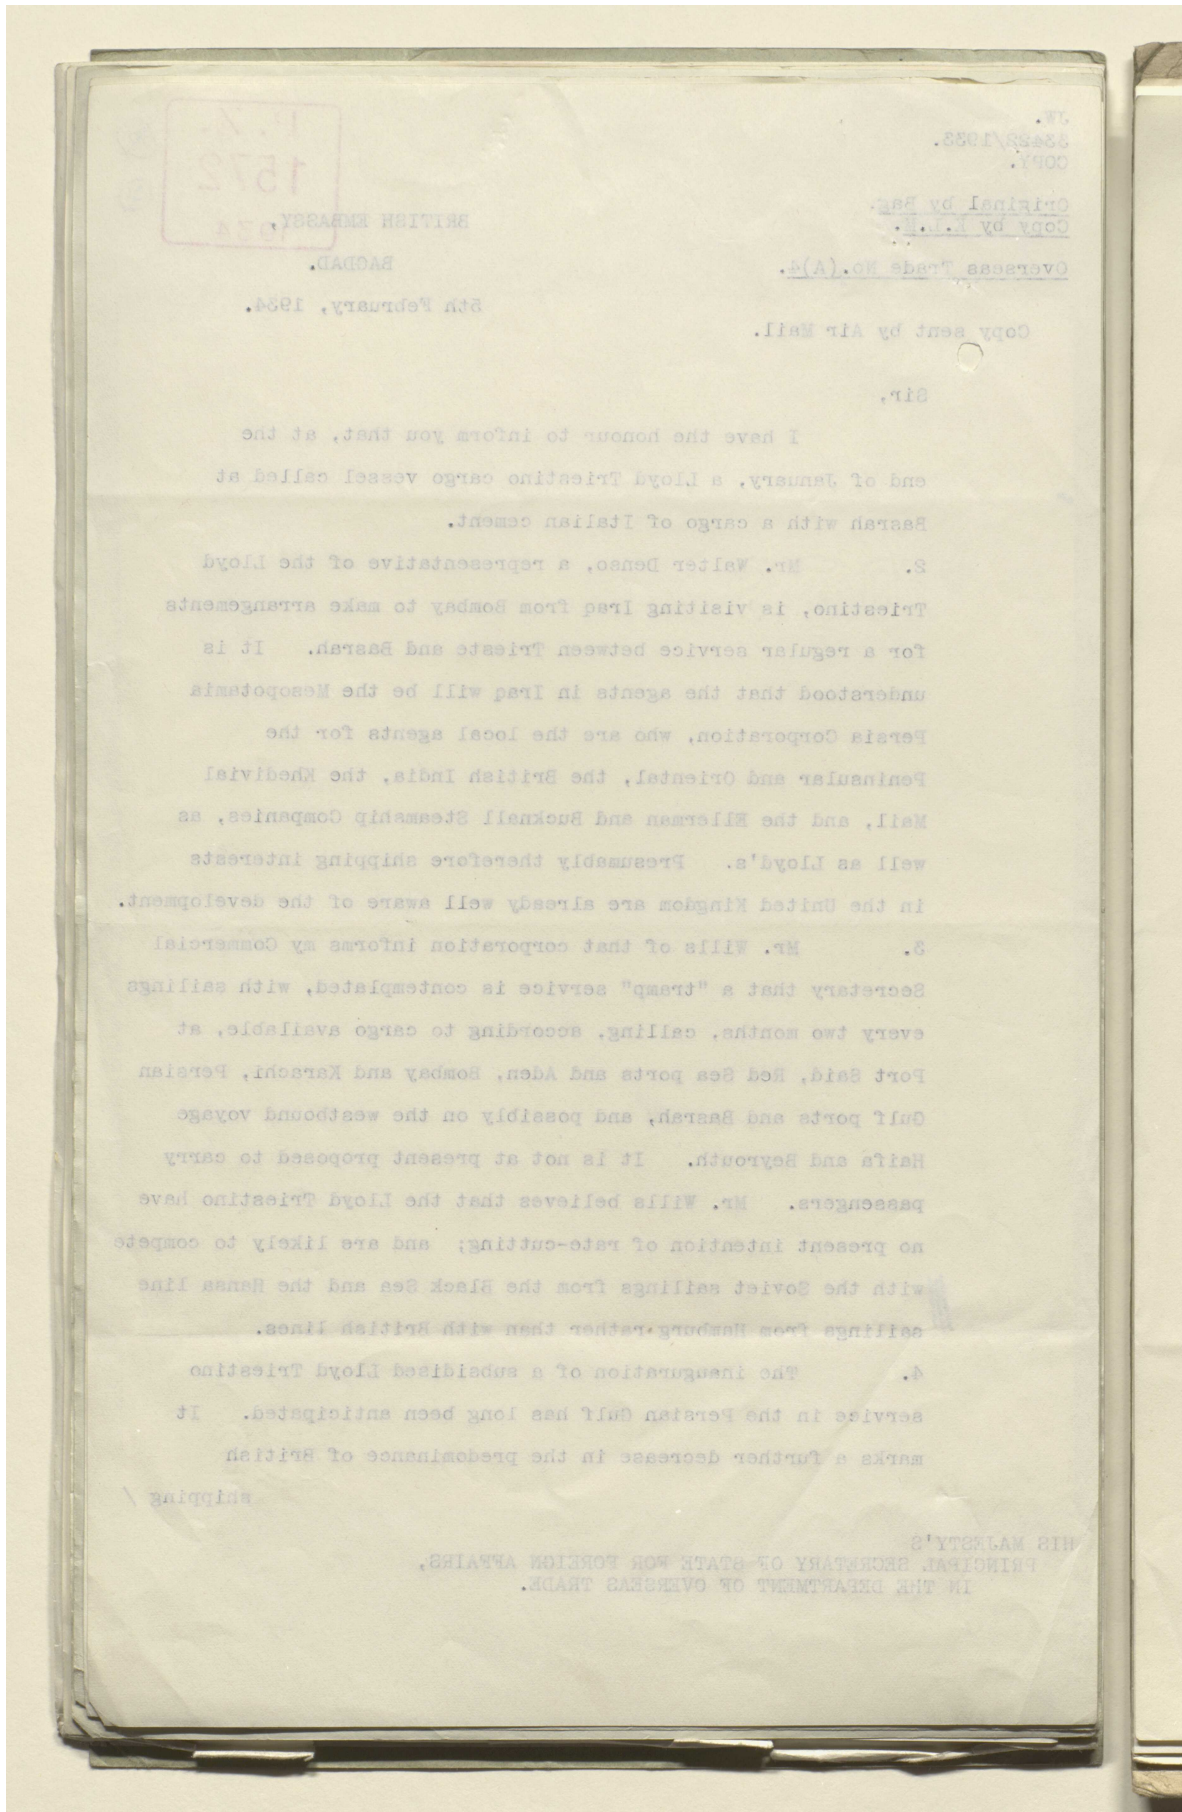 JW.
33422/1933.
COPY.
P.Z.
1572
1934
Original by Bag.
Copy by K.L.M.
BRITISH EMBASSY,
BAGDAD.
Overseas Trade No.(A)4.
5th February, 1934.
Copy sent by Air Mail.
Sir,
I have the honour to inform you that, at the
end of January, a Lloyd Triestino cargo vessel called at
Basrah with a cargo of Italian cement.
2. Mr. Walter Denso, a representative of the Lloyd
Triestino, is visiting Iraq from Bombay to make arrangements
for a regular service between Trieste and Basrah. It is
understood that the agents in Iraq will be the Mesopotamia
Persia Corporation, who are the local agents for the
Peninsular and Oriental, the British India, the Khedivial
Mail, and the Ellerman and Bucknall Steamship Companies, as
well as Lloyd's. Presumably therefore shipping interests
in the United Kingdom are already well aware of the development.
3. Mr. Wills of that corporation informs my Commercial
Secretary that a "tramp" service is contemplated, with sailings
every two months, calling, according to cargo available, at
Port Said, Red Sea ports and Aden, Bombay and Karachi, Persian
Gulf ports and Basrah, and possibly on the westbound voyage
Haifa and Beyrouth. It is not at present proposed to carry
passengers. Mr. Wills believes that the Lloyd Triestino have
no present intention of rate-cutting; and are likely to compete
with the Soviet sailings from the Black Sea and the Hansa line
sailings from Hamburg rather than with British lines.
4. The inauguration of a subsidised Lloyd Triestino
service in the Persian Gulf has long been anticipated. It
marks a further decrease in the predominance of British
shipping /
HIS MAJESTY'S
PRINCIPAL SECRETARY OF STATE FOR FOREIGN AFFAIRS,
IN THE DEPARTMENT OF OVERSEAS TRADE.